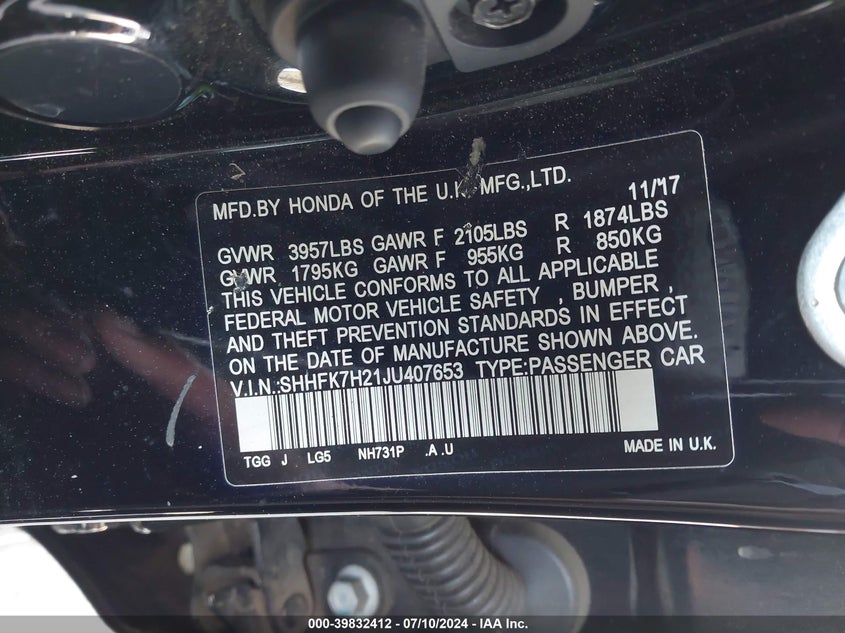 MFD.BY HONDA OF THE U.K. MFG.,LTD. 11/17
GVWR 3957LBS GAWR F 2105LBS R 1874LBS
GVWR 1795KG GAWR F 955KG R 850KG
THIS VEHICLE CONFORMS TO ALL APPLICABLE
FEDERAL MOTOR VEHICLE SAFETY , BUMPER ,
AND THEFT PREVENTION STANDARDS IN EFFECT
ON THE DATE OF MANUFACTURE SHOWN ABOVE.
V.I.N.:SHHFK7H21JU407653 TYPE:PASSENGER CAR
TGG J LG5 NH731P .A .U MADE IN U.K.
000-39832412 - 07/10/2024 - IAA Inc.